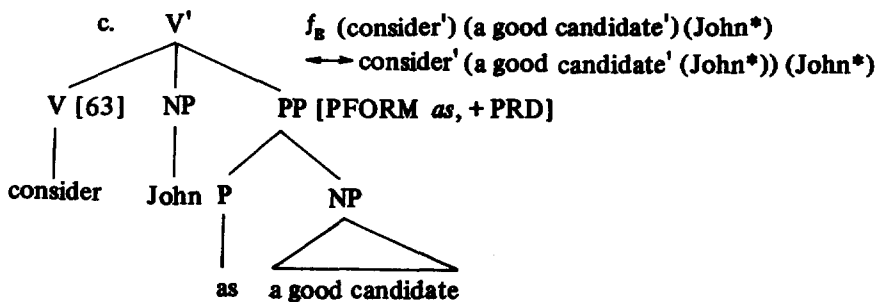 c. V' f_B (consider') (a good candidate') (John*)
⟷ consider' (a good candidate' (John*)) (John*)
V [63] NP PP [PFORM as, + PRD]
consider John P NP
as a good candidate